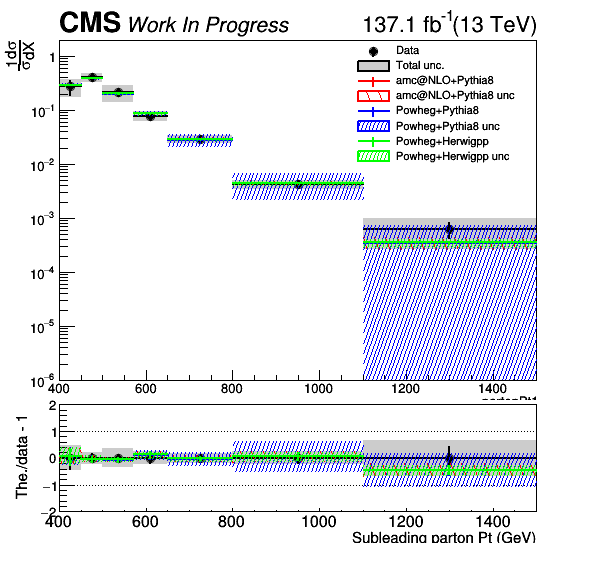 CMS Work In Progress 137.1 fb⁻¹(13 TeV)
1 dσ
σ dX
Data
Total unc.
amc@NLO+Pythia8
amc@NLO+Pythia8 unc
Powheg+Pythia8
Powheg+Pythia8 unc
Powheg+Herwigpp
Powheg+Herwigpp unc
1
10⁻¹
10⁻²
10⁻³
10⁻⁴
10⁻⁵
10⁻⁶
400 600 800 1000 1200 1400
The./data - 1
2
1
0
−1
−2
400 600 800 1000 1200 1400
Subleading parton Pt (GeV)